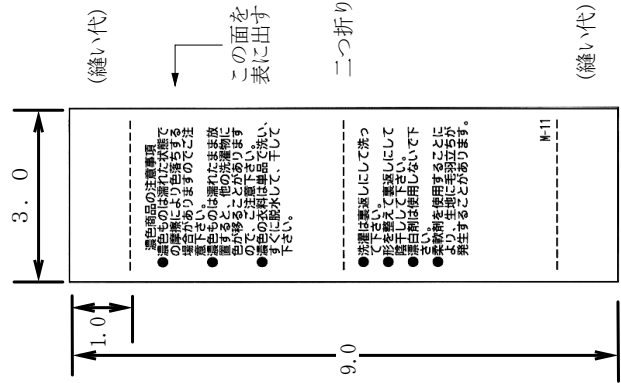 3.0
1.0
9.0
(縫い代)
この面を
表に出す
二つ折り
(縫い代)
濃色商品の注意事項
●濃色ものは濡れた状態で
の摩擦により色落ちする
場合がありますのでご注
意下さい。
●濃色ものは濡れたまま放
置すると、他の洗濯物に
色が移ることがあります
ので、ご注意下さい。
●濃色の衣料は単品で洗い、
すぐに脱水して、干して
下さい。
●洗濯は裏返しにして洗っ
て下さい。
●形を整えて裏返しにして
陰干しして下さい。
●漂白剤は使用しないで下
さい。
●柔軟剤を使用することに
より、生地に毛羽立ちが
発生することがあります。
M-11